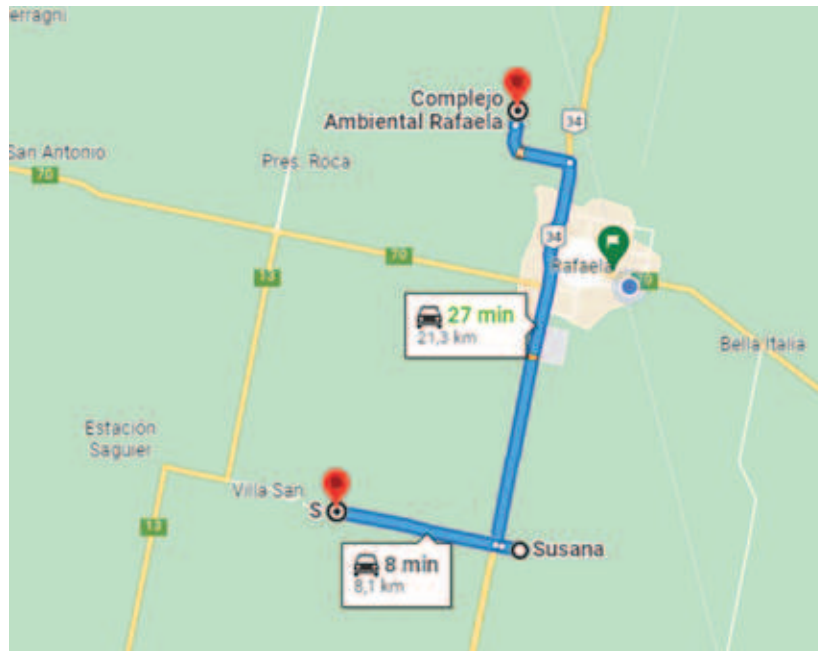 erragni
Complejo
Ambiental Rafaela
34
San Antonio
Pres. Roca
70
34
Rafaela
70
70
13
27 min
21,3 km
Bella Italia
Estación
Saguier
Villa San
S
Susana
13
8 min
8,1 km